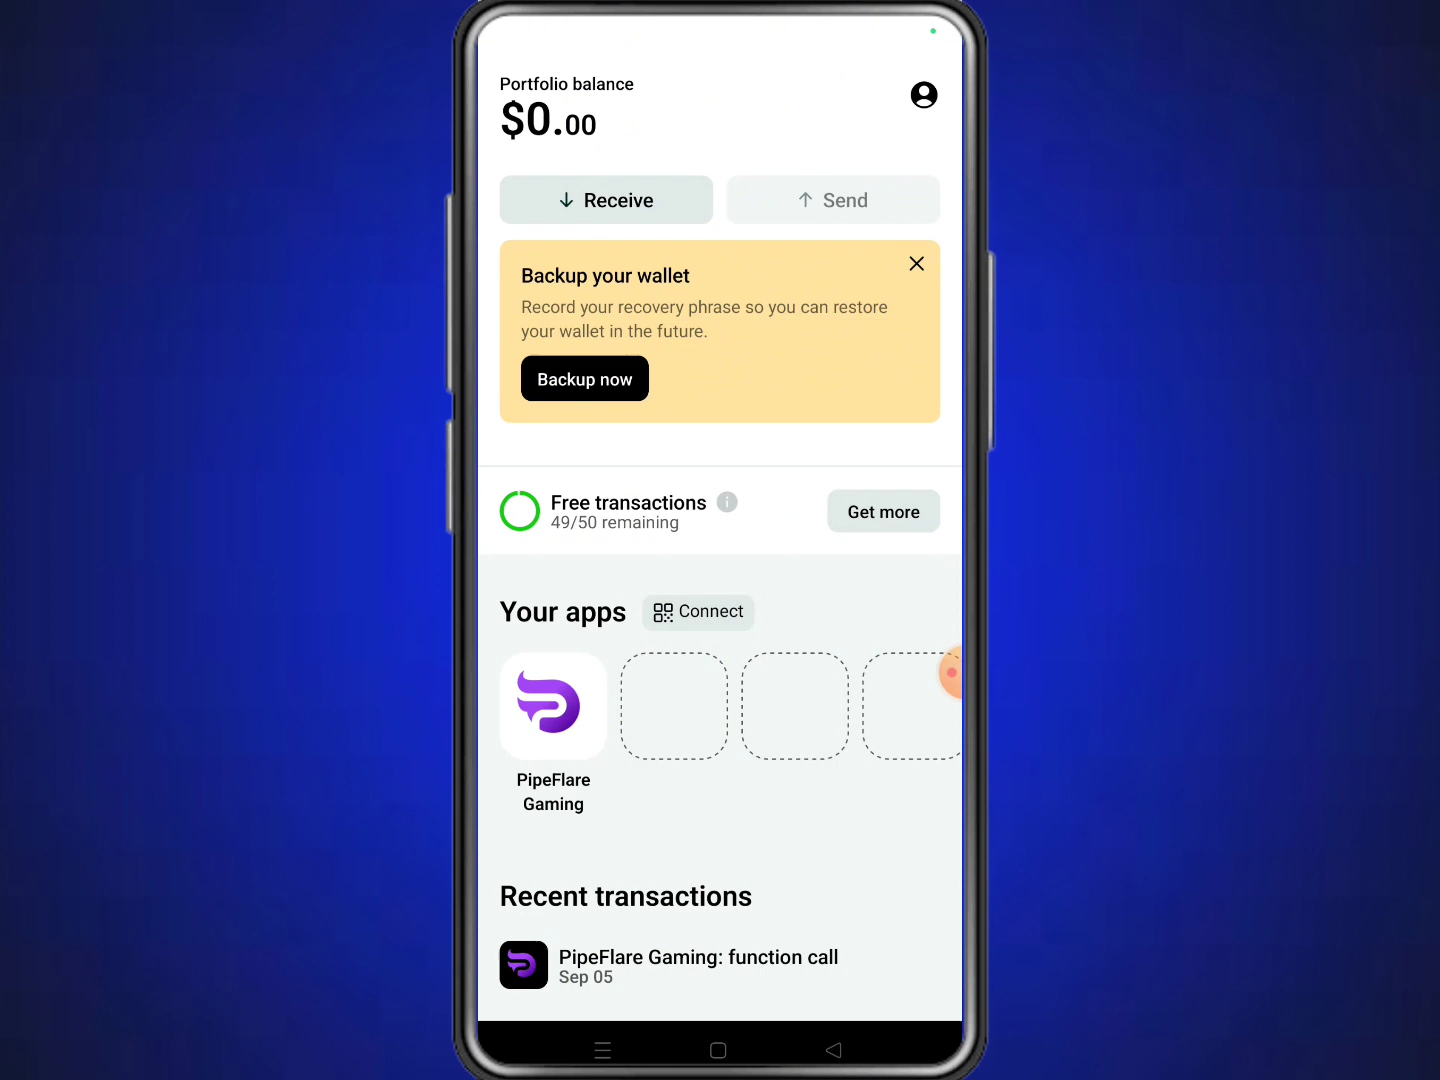 Portfolio balance
$0.00
Receive
Send
Backup your wallet
Record your recovery phrase so you can restore
your wallet in the future.
Backup now
Free transactions
49/50 remaining
Get more
Your apps
Connect
PipeFlare
Gaming
Recent transactions
PipeFlare Gaming: function call
Sep 05